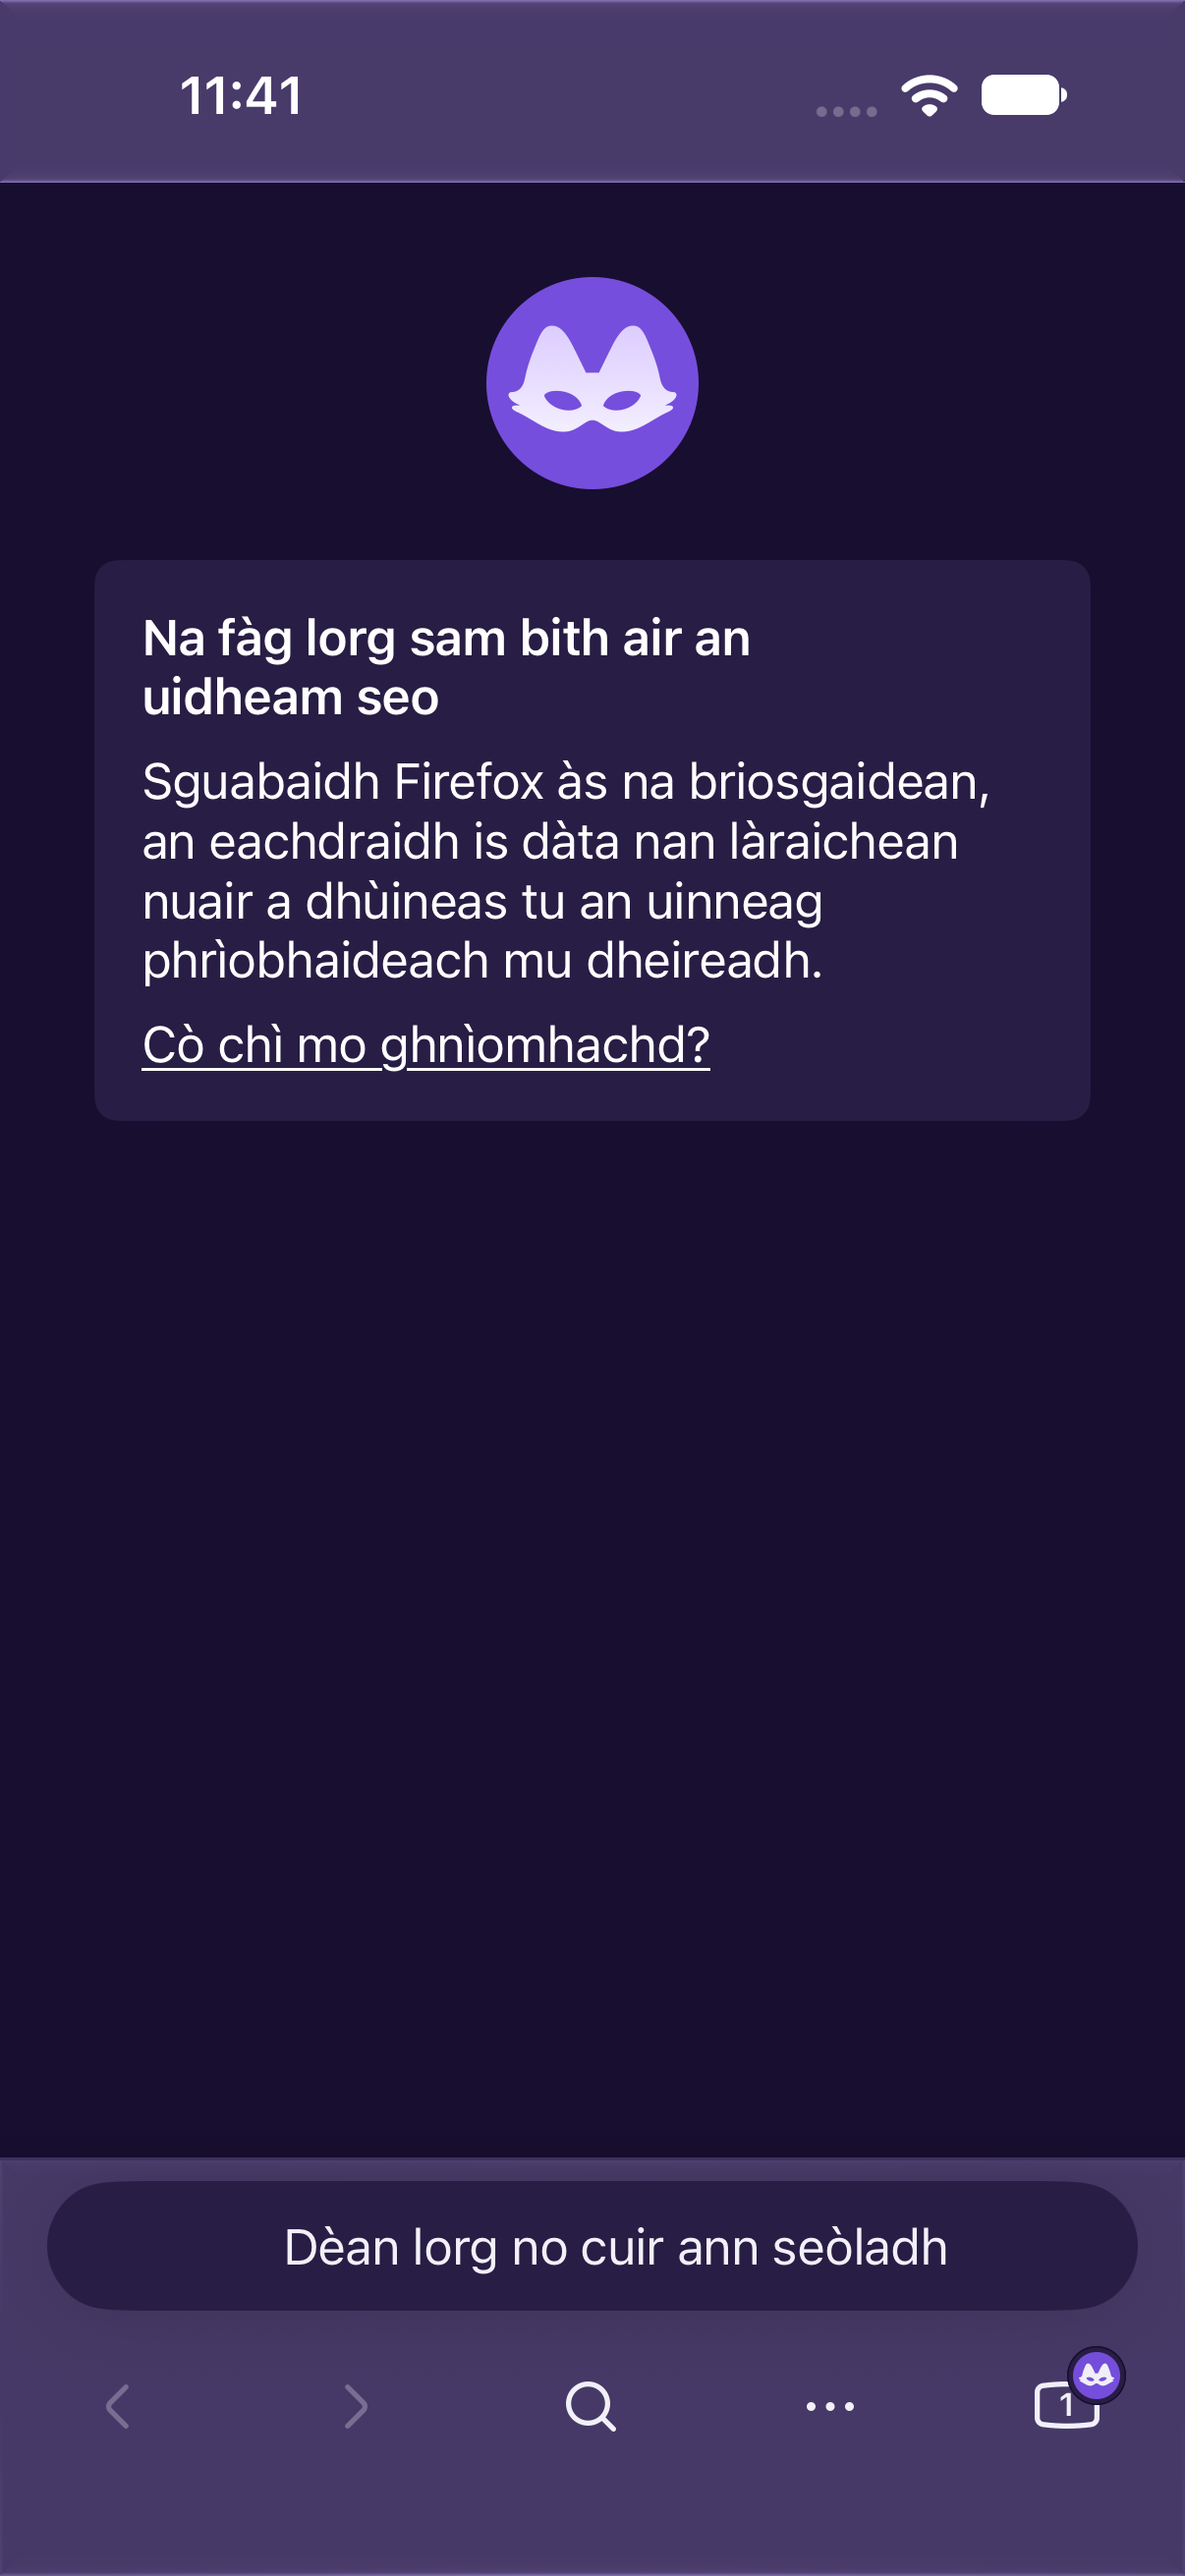 11:41
Na fàg lorg sam bith air an
uidheam seo
Sguabaidh Firefox às na briosgaidean,
an eachdraidh is dàta nan làraichean
nuair a dhùineas tu an uinneag
phrìobhaideach mu dheireadh.
Cò chì mo ghnìomhachd?
Dèan lorg no cuir ann seòladh
1